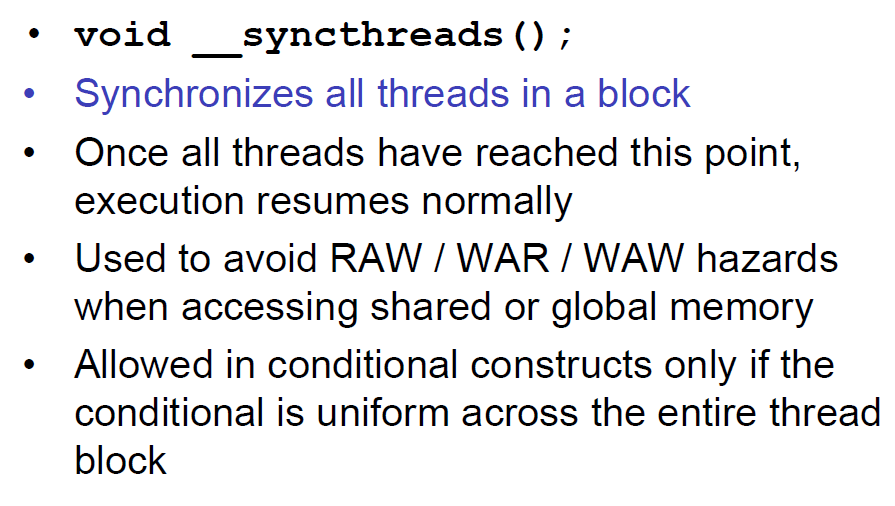 • void __syncthreads();
• Synchronizes all threads in a block
• Once all threads have reached this point,
execution resumes normally
• Used to avoid RAW / WAR / WAW hazards
when accessing shared or global memory
• Allowed in conditional constructs only if the
conditional is uniform across the entire thread
block